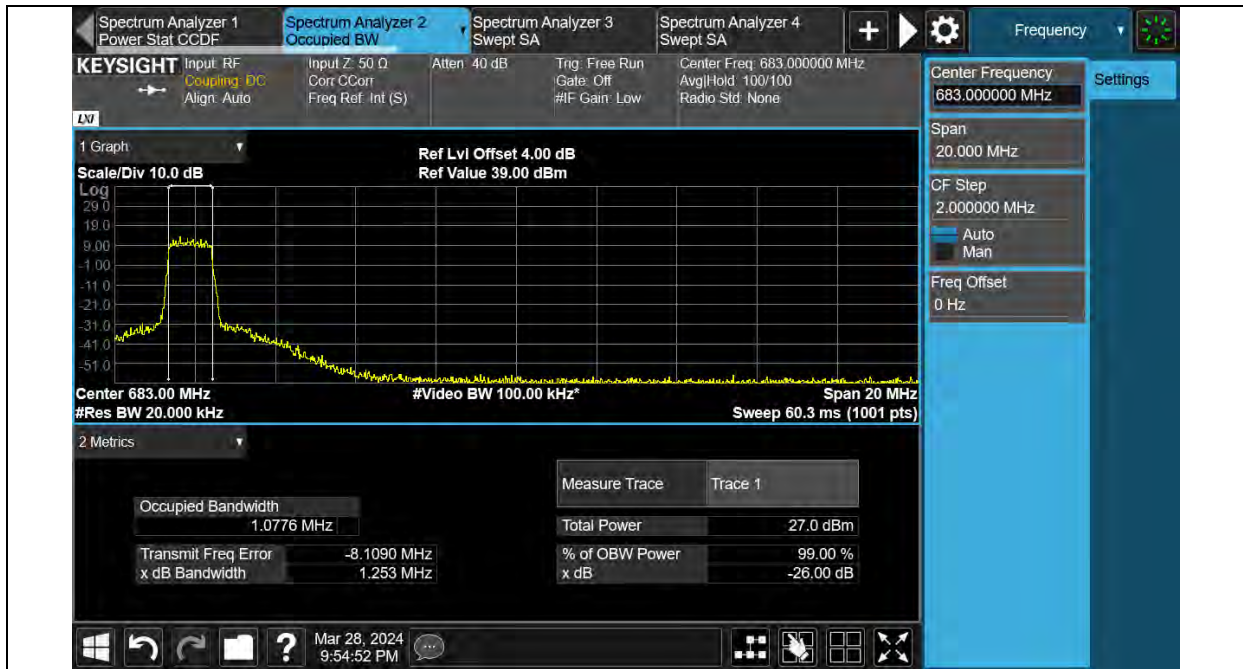 Spectrum Analyzer 1
Power Stat CCDF
Spectrum Analyzer 2
Occupied BW
Spectrum Analyzer 3
Swept SA
Spectrum Analyzer 4
Swept SA
+
Frequency
KEYSIGHT
LXI
Input: RF
Coupling: DC
Align: Auto
Input Z: 50 Ω
Corr CCorr
Freq Ref: Int (S)
Atten: 40 dB
Trig: Free Run
Gate: Off
#IF Gain: Low
Center Freq: 683.000000 MHz
Avg|Hold: 100/100
Radio Std: None
Center Frequency
683.000000 MHz
Settings
Span
20.000 MHz
CF Step
2.000000 MHz
Auto
Man
Freq Offset
0 Hz
1 Graph
Scale/Div 10.0 dB
Ref Lvl Offset 4.00 dB
Ref Value 39.00 dBm
Log
29.0
19.0
9.00
-1.00
-11.0
-21.0
-31.0
-41.0
-51.0
Center 683.00 MHz
#Video BW 100.00 kHz*
Span 20 MHz
#Res BW 20.000 kHz
Sweep 60.3 ms (1001 pts)
2 Metrics
Measure Trace Trace 1
Occupied Bandwidth
1.0776 MHz
Total Power 27.0 dBm
Transmit Freq Error -8.1090 MHz
% of OBW Power 99.00 %
x dB Bandwidth 1.253 MHz
x dB -26.00 dB
?
Mar 28, 2024
9:54:52 PM